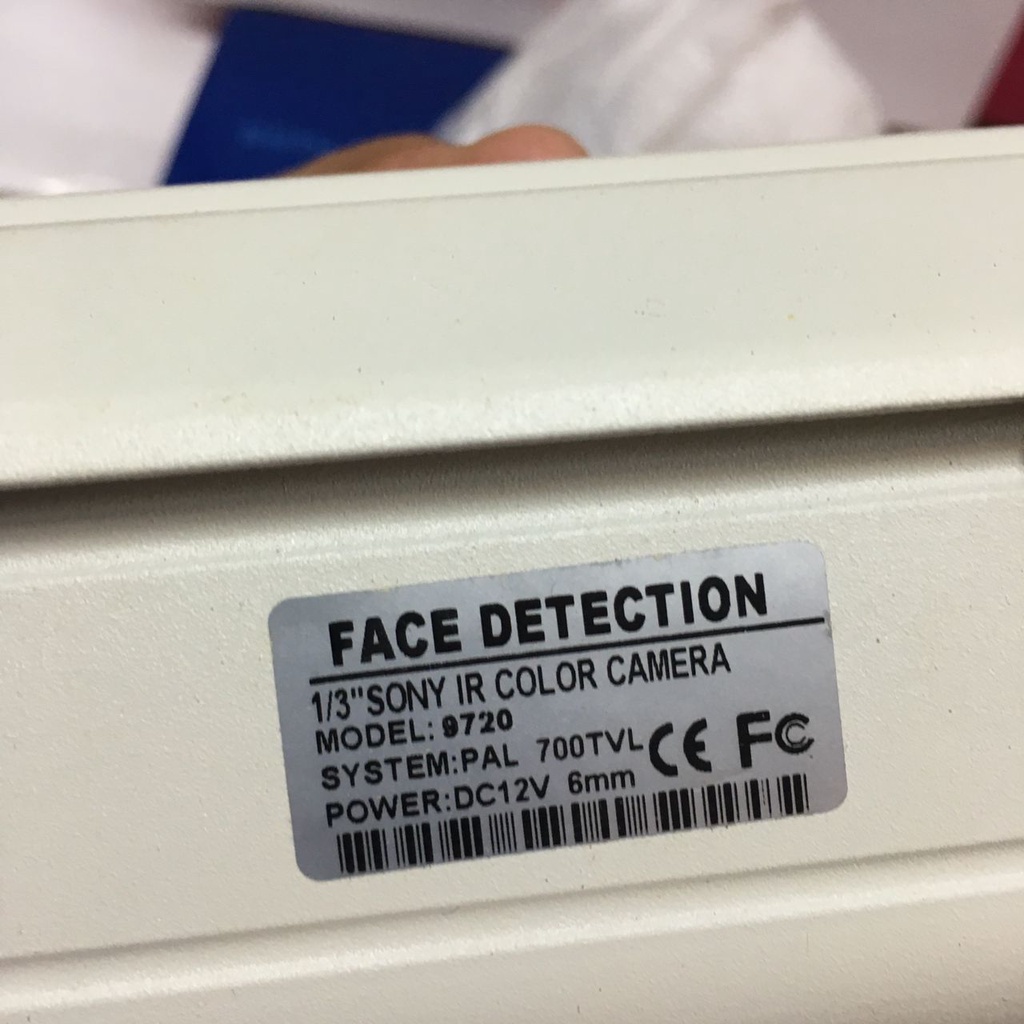 FACE DETECTION
1/3"SONY IR COLOR CAMERA
MODEL: 9720
SYSTEM:PAL 700TVL CE FC
POWER:DC12V 6mm